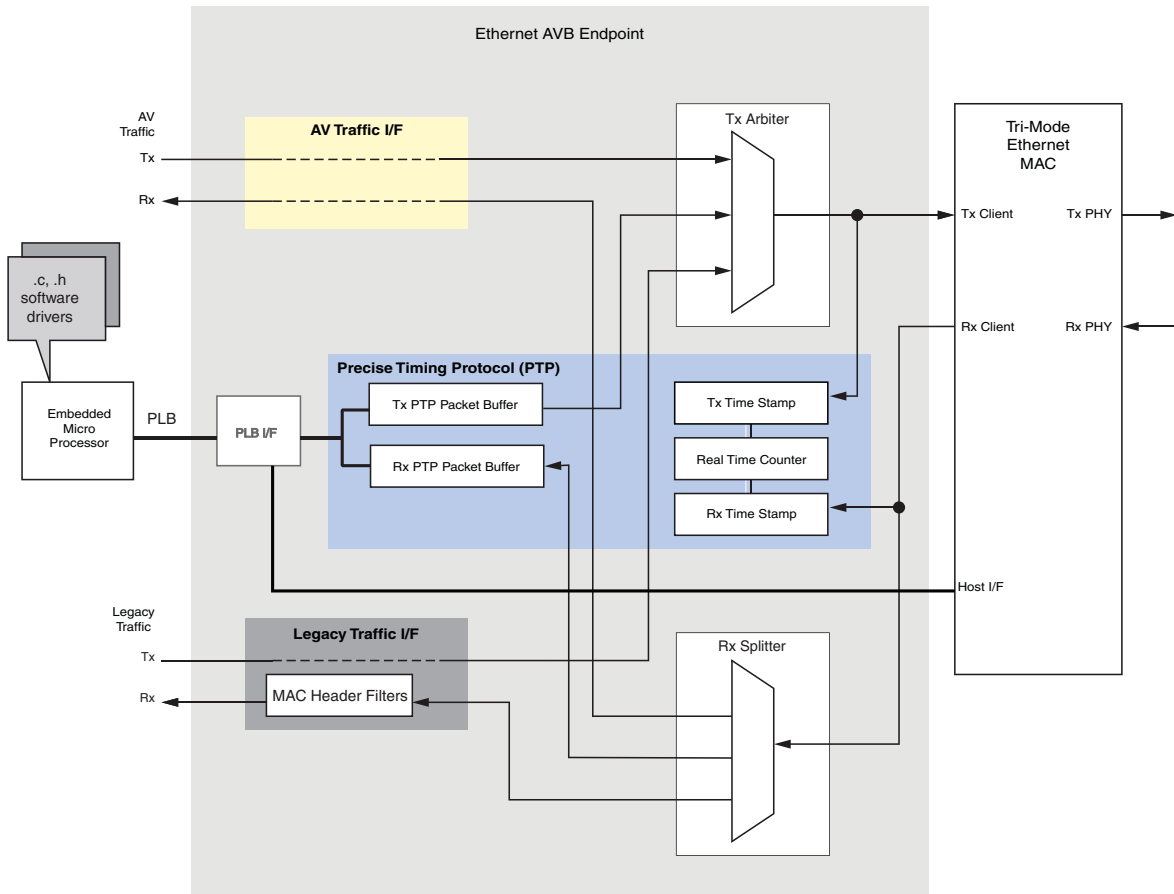 Ethernet AVB Endpoint
AV
Traffic
Tx
Rx
AV Traffic I/F
Tx Arbiter
Tri-Mode
Ethernet
MAC
Tx Client
Tx PHY
Rx Client
Rx PHY
Host I/F
.c, .h
software
drivers
Embedded
Micro
Processor
PLB
PLB I/F
Precise Timing Protocol (PTP)
Tx PTP Packet Buffer
Rx PTP Packet Buffer
Tx Time Stamp
Real Time Counter
Rx Time Stamp
Legacy
Traffic
Tx
Rx
Legacy Traffic I/F
MAC Header Filters
Rx Splitter